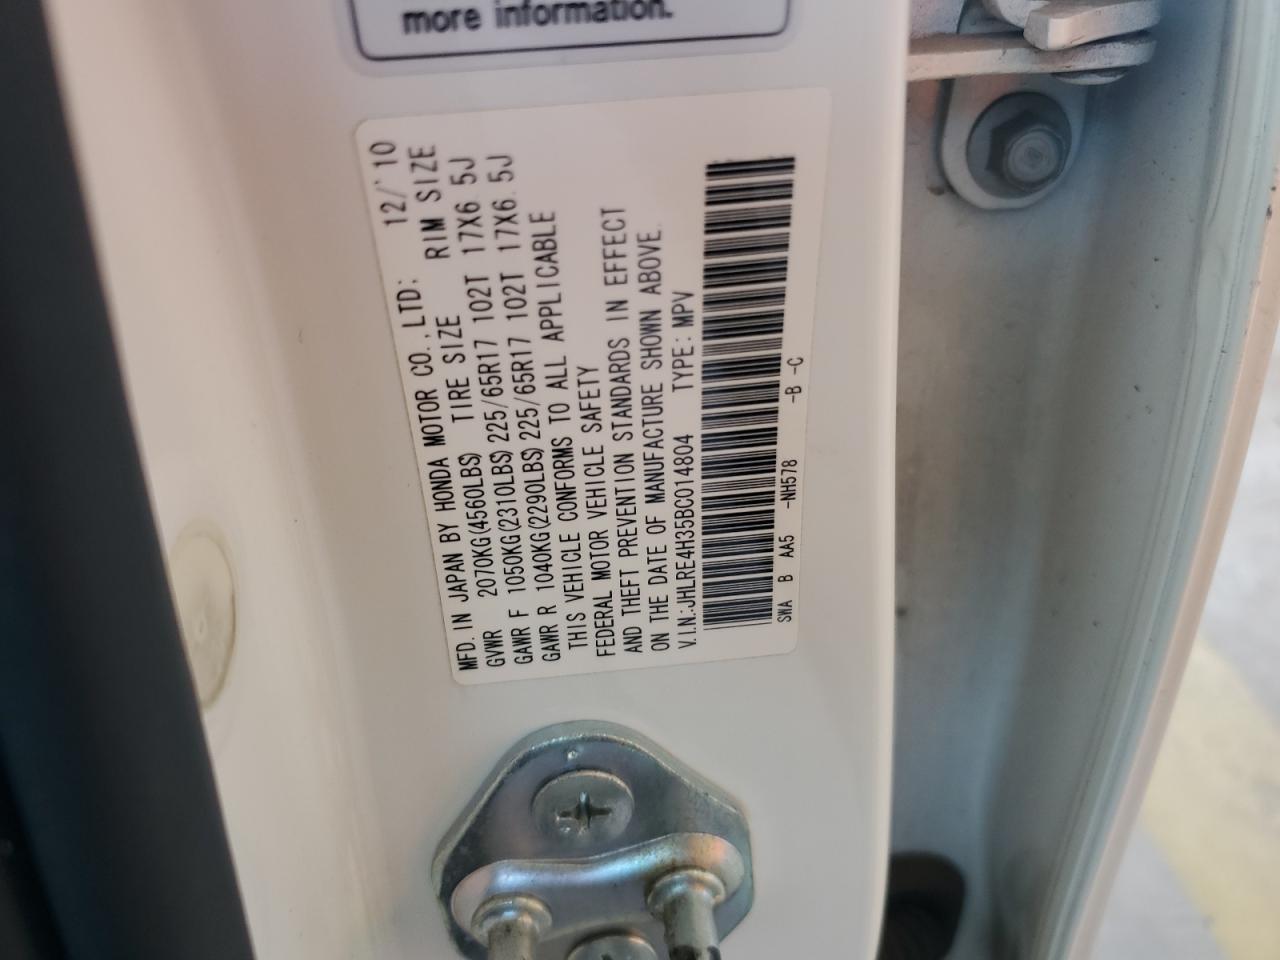 more information.
MFD. IN JAPAN BY HONDA MOTOR CO.,LTD: 12/'10
GVWR 2070KG(4560LBS) TIRE SIZE RIM SIZE
GAWR F 1050KG(2310LBS) 225/65R17 102T 17X6.5J
GAWR R 1040KG(2290LBS) 225/65R17 102T 17X6.5J
THIS VEHICLE CONFORMS TO ALL APPLICABLE
FEDERAL MOTOR VEHICLE SAFETY
AND THEFT PREVENTION STANDARDS IN EFFECT
ON THE DATE OF MANUFACTURE SHOWN ABOVE.
V.I.N.:JHLRE4H35BC014804 TYPE: MPV
SWA B AA5 -NH578 -B -C